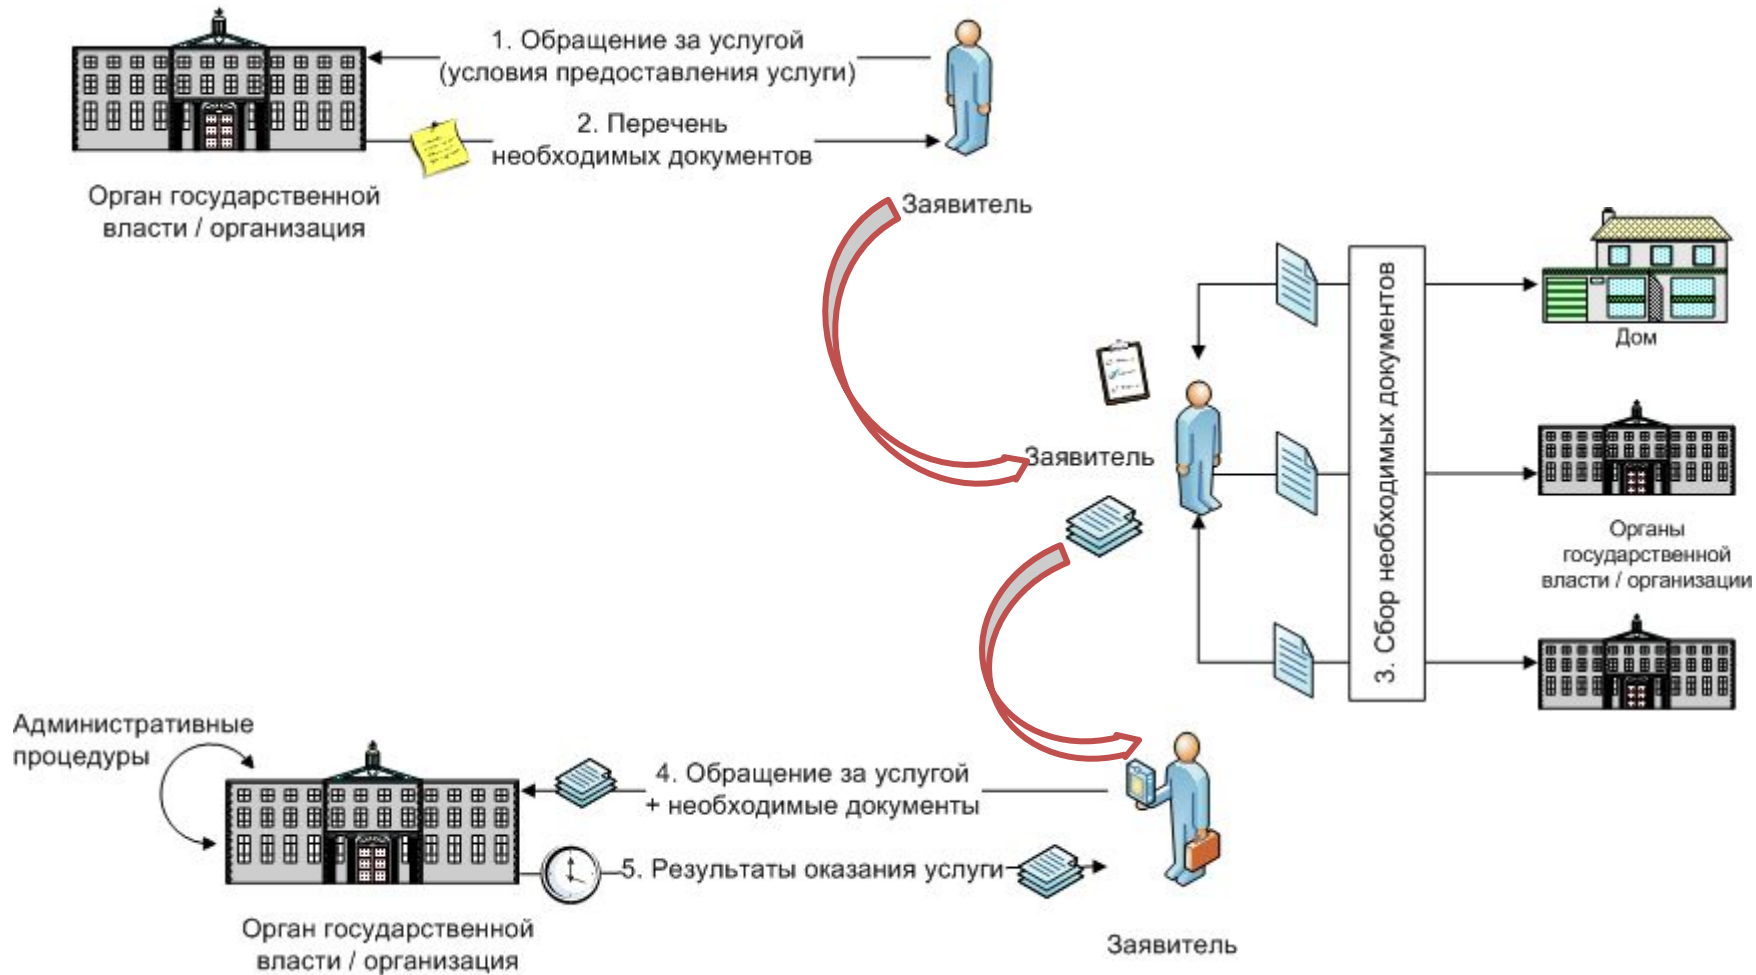 1. Обращение за услугой
(условия предоставления услуги)
2. Перечень
необходимых документов
Орган государственной
власти / организация
Заявитель
Дом
3. Сбор необходимых документов
Заявитель
Органы
государственной
власти / организации
Административные
процедуры
4. Обращение за услугой
+ необходимые документы
5. Результаты оказания услуги
Орган государственной
власти / организация
Заявитель